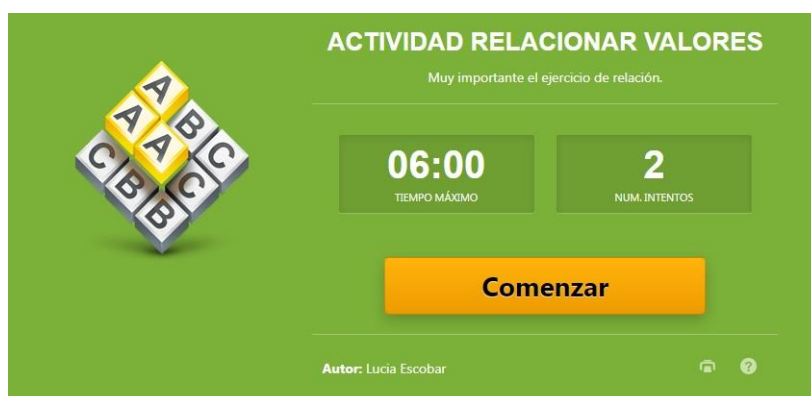 ACTIVIDAD RELACIONAR VALORES
Muy importante el ejercicio de relación.
A
A B
A A C
C B C
B B
06:00
TIEMPO MÁXIMO
2
NUM. INTENTOS
Comenzar
Autor: Lucia Escobar
?